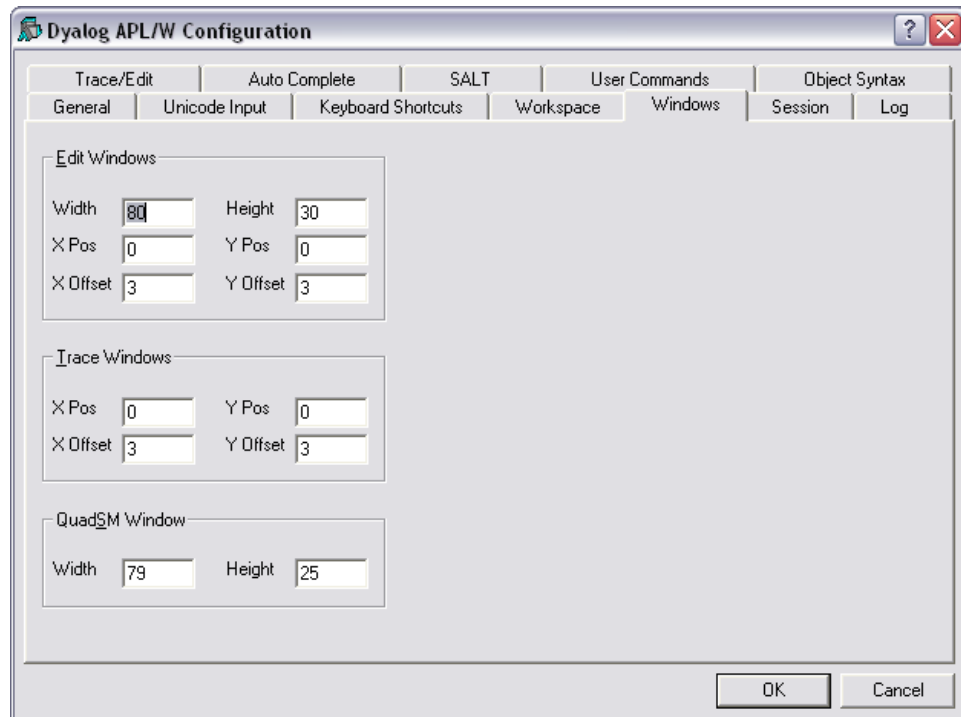 Dyalog APL/W Configuration
?
Trace/Edit Auto Complete SALT User Commands Object Syntax
General Unicode Input Keyboard Shortcuts Workspace Windows Session Log
Edit Windows
Width 80 Height 30
X Pos 0 Y Pos 0
X Offset 3 Y Offset 3
Trace Windows
X Pos 0 Y Pos 0
X Offset 3 Y Offset 3
QuadSM Window
Width 79 Height 25
OK Cancel